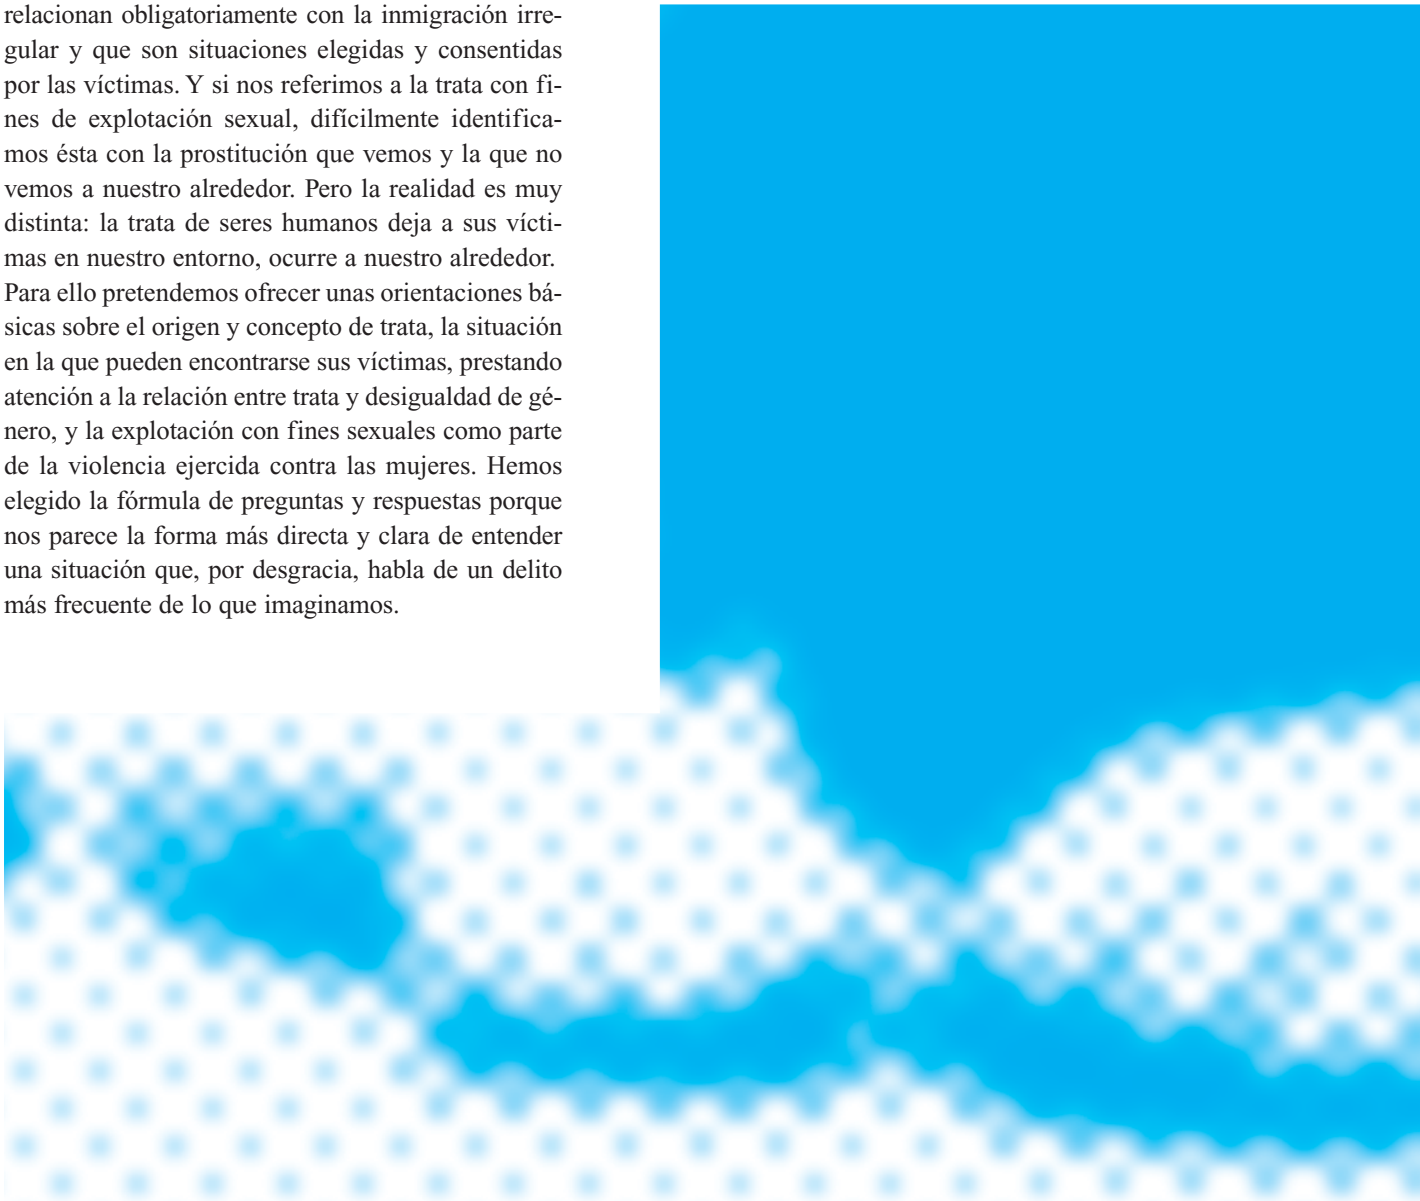 relacionan obligatoriamente con la inmigración irre-
gular y que son situaciones elegidas y consentidas
por las víctimas. Y si nos referimos a la trata con fi-
nes de explotación sexual, difícilmente identifica-
mos ésta con la prostitución que vemos y la que no
vemos a nuestro alrededor. Pero la realidad es muy
distinta: la trata de seres humanos deja a sus vícti-
mas en nuestro entorno, ocurre a nuestro alrededor.
Para ello pretendemos ofrecer unas orientaciones bá-
sicas sobre el origen y concepto de trata, la situación
en la que pueden encontrarse sus víctimas, prestando
atención a la relación entre trata y desigualdad de gé-
nero, y la explotación con fines sexuales como parte
de la violencia ejercida contra las mujeres. Hemos
elegido la fórmula de preguntas y respuestas porque
nos parece la forma más directa y clara de entender
una situación que, por desgracia, habla de un delito
más frecuente de lo que imaginamos.